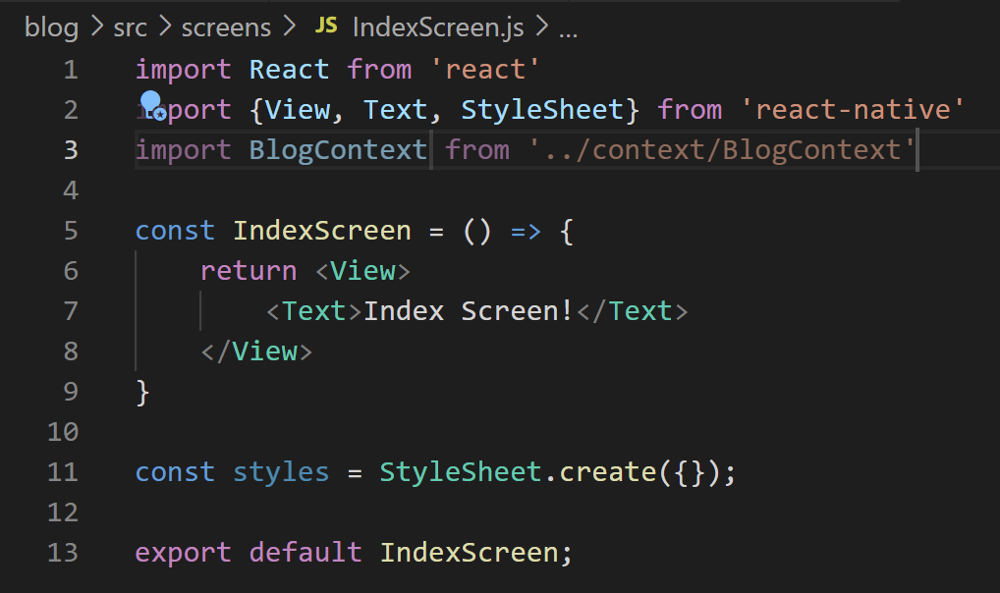 blog > src > screens > JS IndexScreen.js > ...
1 import React from 'react'
2 import {View, Text, StyleSheet} from 'react-native'
3 import BlogContext from '../context/BlogContext'
4
5 const IndexScreen = () => {
6     return <View>
7         <Text>Index Screen!</Text>
8     </View>
9 }
10
11 const styles = StyleSheet.create({});
12
13 export default IndexScreen;